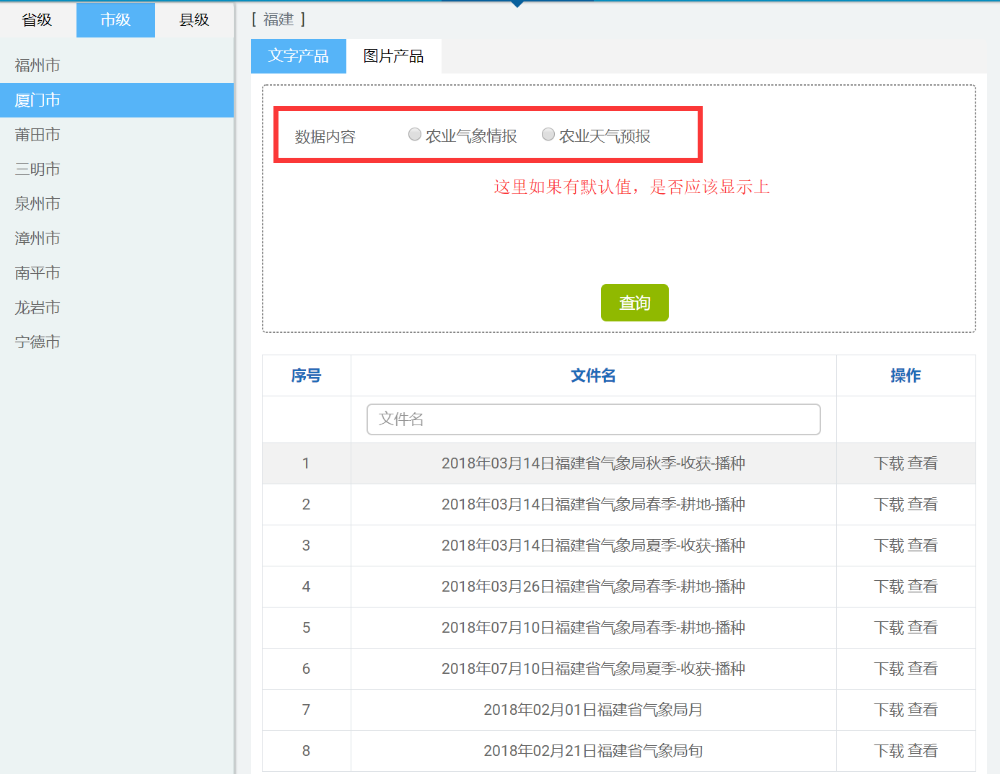 省级 市级 县级
[ 福建 ]
福州市
厦门市
莆田市
三明市
泉州市
漳州市
南平市
龙岩市
宁德市
文字产品 图片产品
数据内容 农业气象情报 农业天气预报
这里如果有默认值，是否应该显示上
查询
序号 文件名 操作
文件名
1 2018年03月14日福建省气象局秋季-收获-播种 下载 查看
2 2018年03月14日福建省气象局春季-耕地-播种 下载 查看
3 2018年03月14日福建省气象局夏季-收获-播种 下载 查看
4 2018年03月26日福建省气象局春季-耕地-播种 下载 查看
5 2018年07月10日福建省气象局春季-耕地-播种 下载 查看
6 2018年07月10日福建省气象局夏季-收获-播种 下载 查看
7 2018年02月01日福建省气象局月 下载 查看
8 2018年02月21日福建省气象局旬 下载 查看